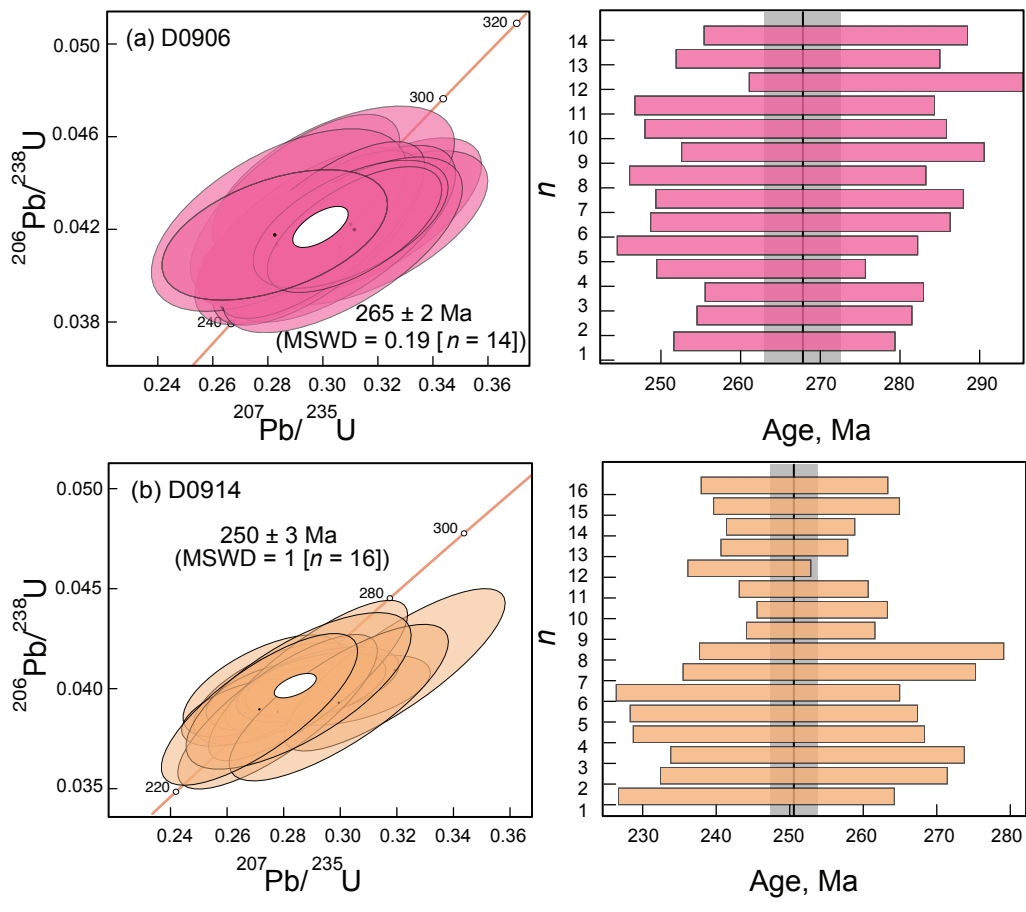 (a) D0906
0.050
0.046
0.042
0.038
²⁰⁶Pb/²³⁸U
320
300
240
265 ± 2 Ma
(MSWD = 0.19 [n = 14])
0.24 0.26 0.28 0.30 0.32 0.34 0.36
²⁰⁷Pb/²³⁵U
n
14
13
12
11
10
9
8
7
6
5
4
3
2
1
250 260 270 280 290
Age, Ma
(b) D0914
0.050
0.045
0.040
0.035
²⁰⁶Pb/²³⁸U
250 ± 3 Ma
(MSWD = 1 [n = 16])
300
280
220
0.24 0.26 0.28 0.30 0.32 0.34 0.36
²⁰⁷Pb/²³⁵U
n
16
15
14
13
12
11
10
9
8
7
6
5
4
3
2
1
230 240 250 260 270 280
Age, Ma